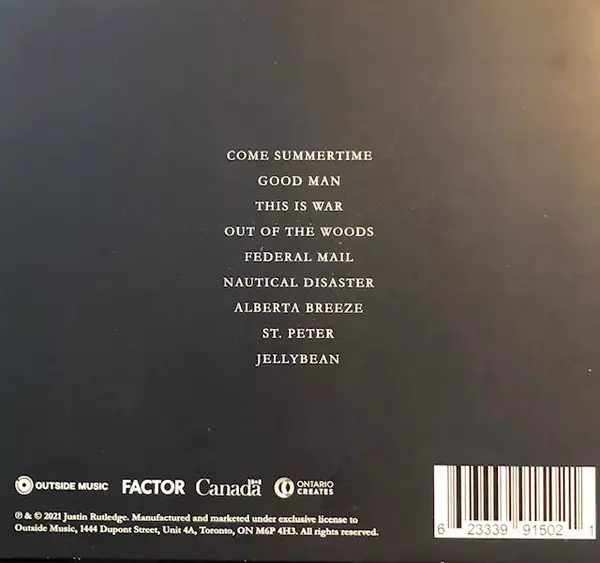 COME SUMMERTIME
GOOD MAN
THIS IS WAR
OUT OF THE WOODS
FEDERAL MAIL
NAUTICAL DISASTER
ALBERTA BREEZE
ST. PETER
JELLYBEAN
OUTSIDE MUSIC FACTOR Canada ONTARIO CREATES
℗ & © 2021 Justin Rutledge. Manufactured and marketed under exclusive license to
Outside Music, 1444 Dupont Street, Unit 4A, Toronto, ON M6P 4H3. All rights reserved.
6 23339 91502 1